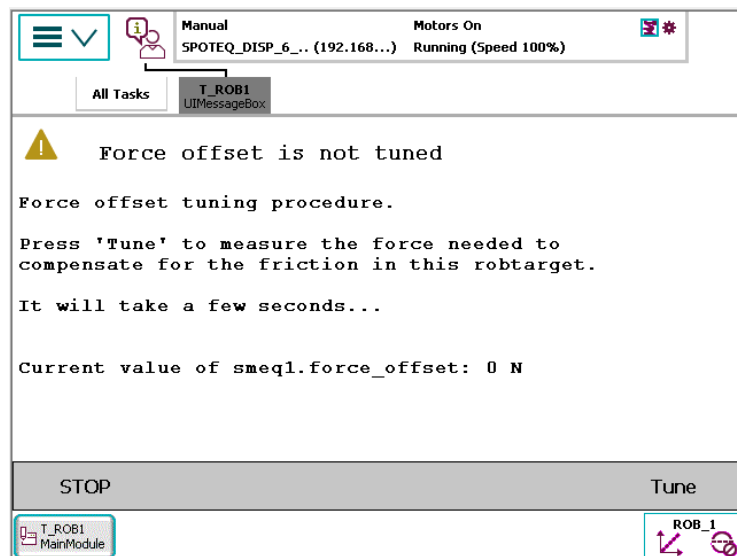 Manual
Motors On
SPOTEQ_DISP_6_.. (192.168...)
Running (Speed 100%)
All Tasks
T_ROB1
UIMessageBox
Force offset is not tuned
Force offset tuning procedure.
Press 'Tune' to measure the force needed to
compensate for the friction in this robtarget.
It will take a few seconds...
Current value of smeq1.force_offset: 0 N
STOP
Tune
T_ROB1
MainModule
ROB_1